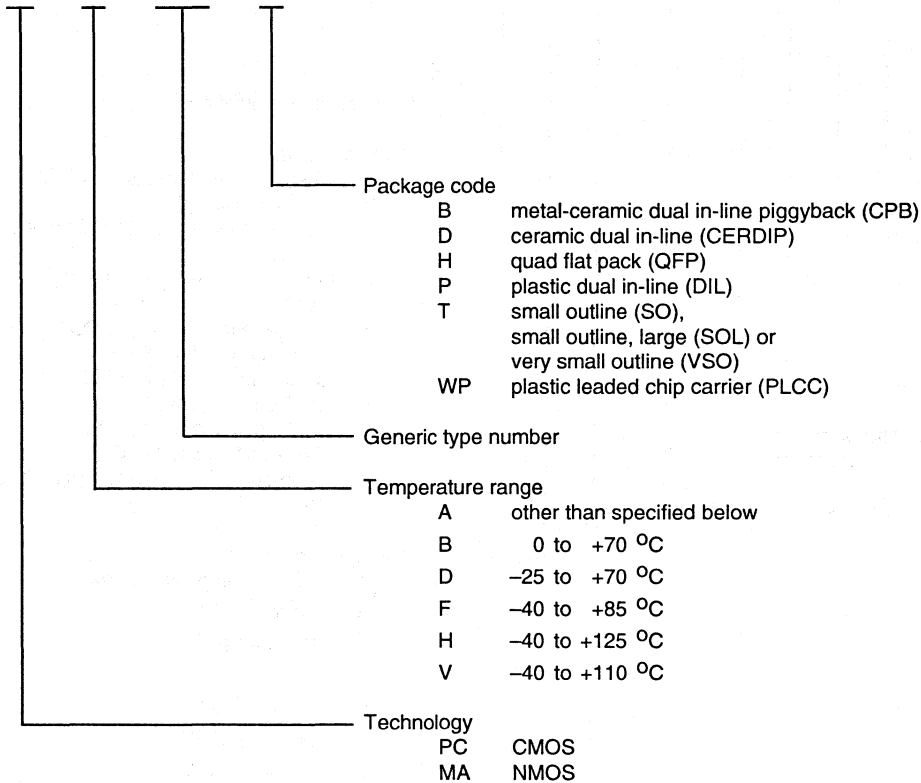 Package code
B metal-ceramic dual in-line piggyback (CPB)
D ceramic dual in-line (CERDIP)
H quad flat pack (QFP)
P plastic dual in-line (DIL)
T small outline (SO),
small outline, large (SOL) or
very small outline (VSO)
WP plastic leaded chip carrier (PLCC)
Generic type number
Temperature range
A other than specified below
B 0 to +70 °C
D –25 to +70 °C
F –40 to +85 °C
H –40 to +125 °C
V –40 to +110 °C
Technology
PC CMOS
MA NMOS